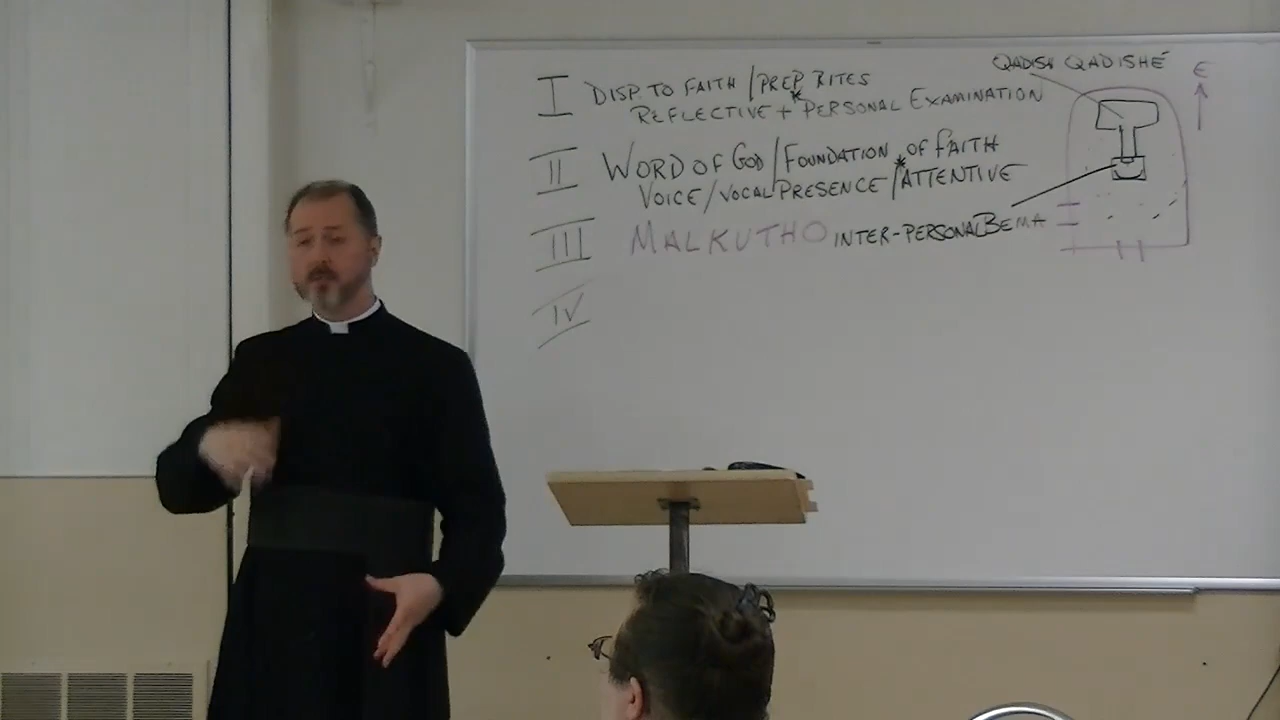 QADISH QADISHÉ
E
I DISP. TO FAITH / PREP RITES
* REFLECTIVE + PERSONAL EXAMINATION
II WORD OF GOD / FOUNDATION OF FAITH
VOICE / VOCAL PRESENCE / * ATTENTIVE
III MALKUTHO INTER-PERSONAL BEMA
IV